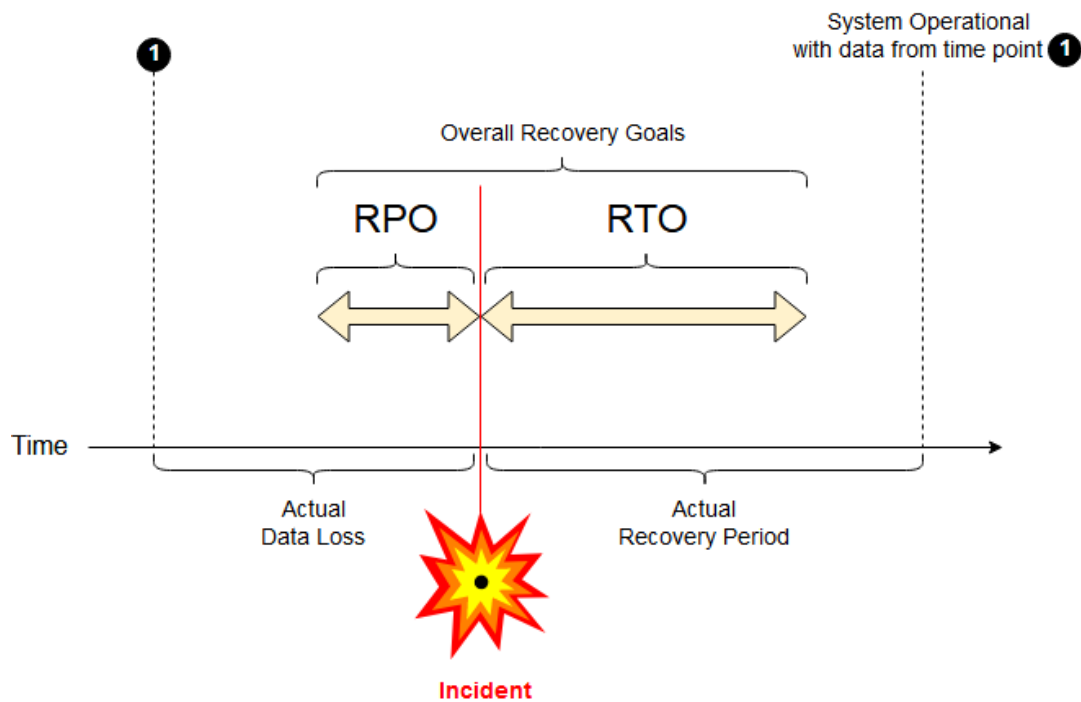 System Operational
with data from time point 1
1
Overall Recovery Goals
RPO
RTO
Time
Actual
Data Loss
Actual
Recovery Period
Incident